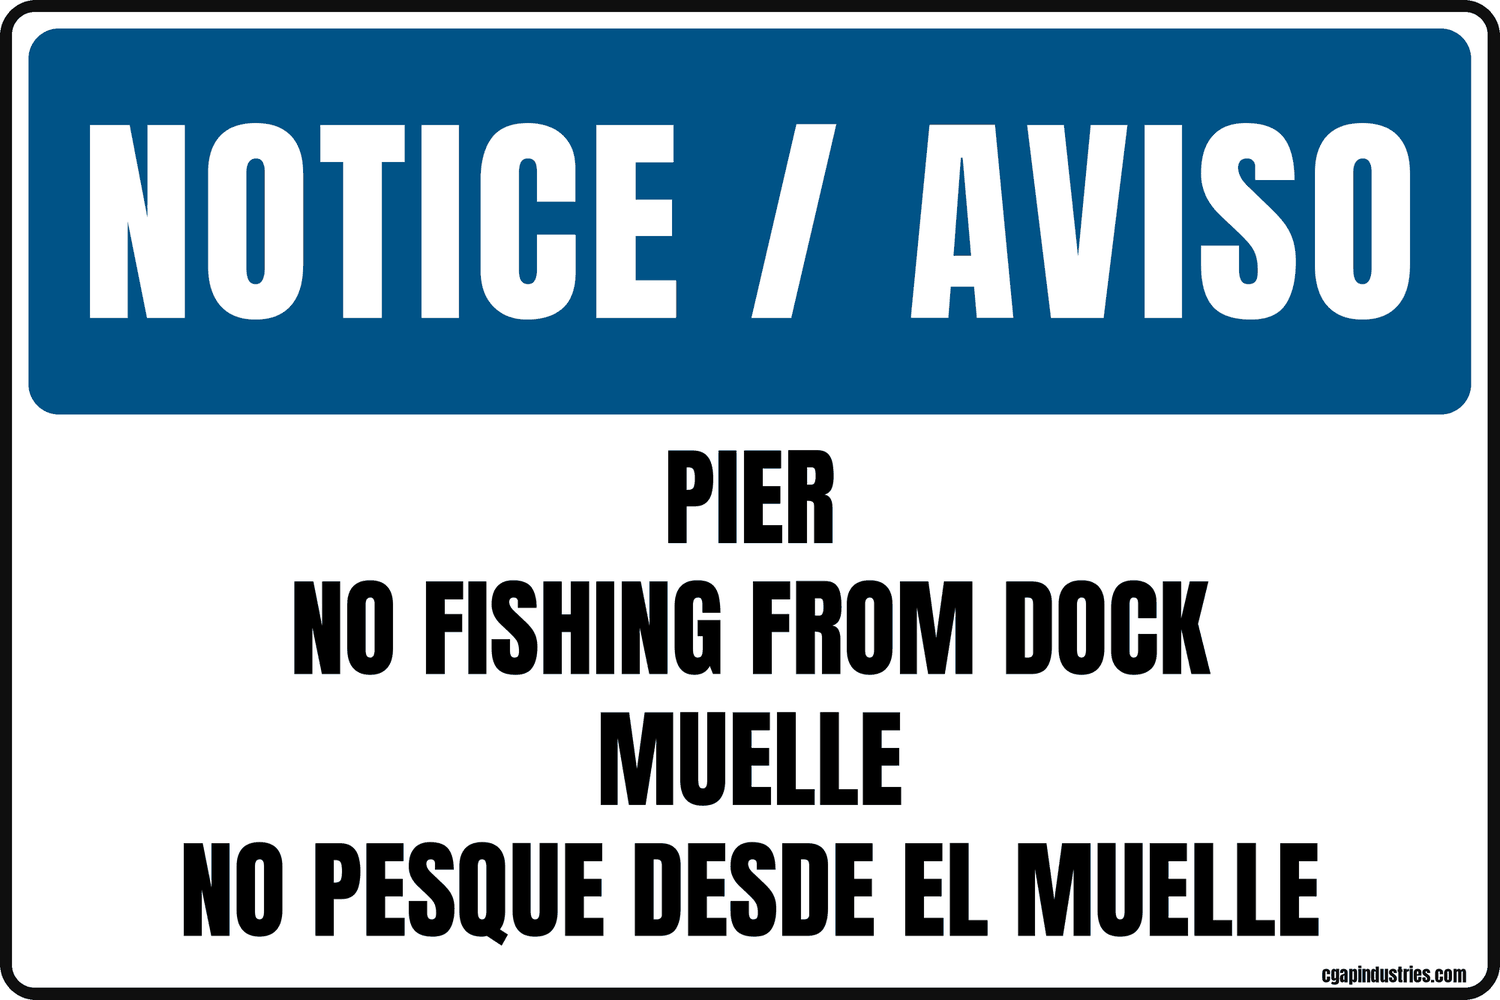 NOTICE / AVISO
PIER
NO FISHING FROM DOCK
MUELLE
NO PESQUE DESDE EL MUELLE
cgapindustries.com